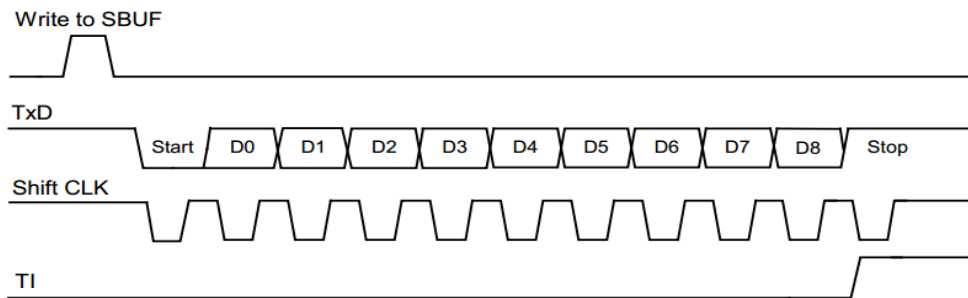 Write to SBUF
TxD
Start D0 D1 D2 D3 D4 D5 D6 D7 D8 Stop
Shift CLK
TI